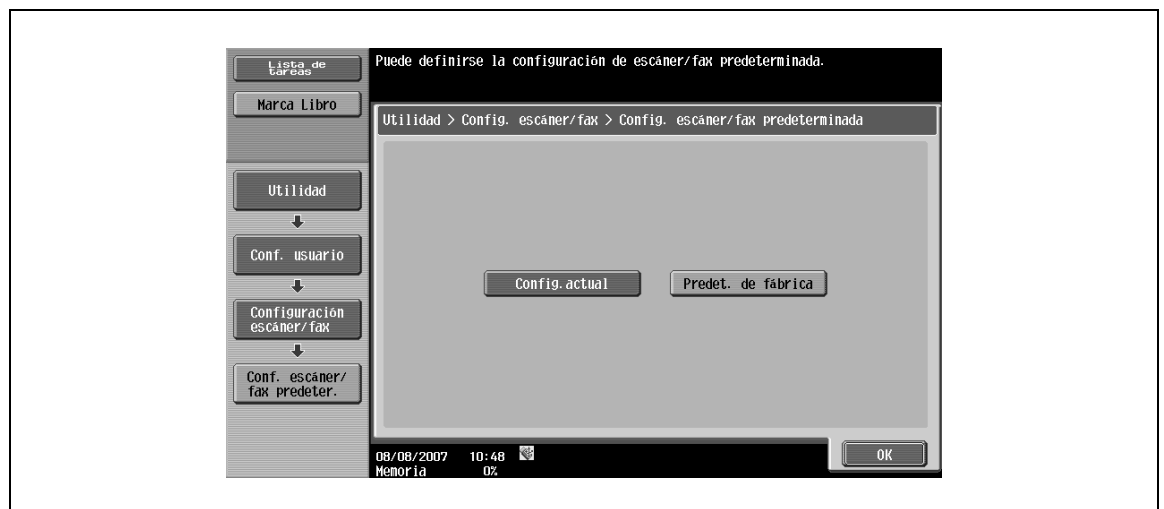 Lista de
tareas
Marca Libro
Puede definirse la configuración de escáner/fax predeterminada.
Utilidad > Config. escáner/fax > Config. escáner/fax predeterminada
Utilidad
Conf. usuario
Configuración
escáner/fax
Conf. escáner/
fax predeter.
Config.actual
Predet. de fábrica
08/08/2007 10:48
Memoria 0%
OK